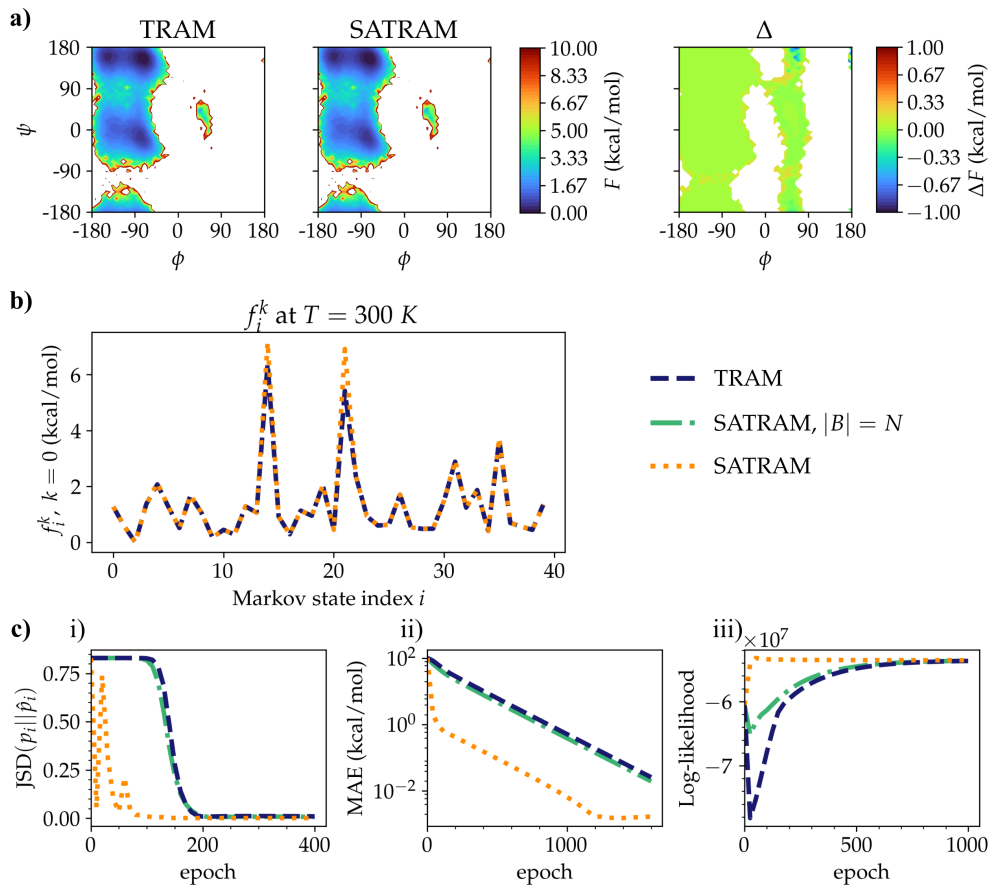 a)
TRAM
SATRAM
Δ
180
90
0
-90
-180
ψ
-180 -90 0 90 180
ϕ
-180 -90 0 90 180
ϕ
10.00
8.33
6.67
5.00
3.33
1.67
0.00
F (kcal/mol)
180
90
0
-90
-180
-180 -90 0 90 180
ϕ
1.00
0.67
0.33
0.00
−0.33
−0.67
−1.00
ΔF (kcal/mol)
b)
f_i^k at T = 300 K
6
4
2
0
f_i^k, k = 0 (kcal/mol)
0 10 20 30 40
Markov state index i
TRAM
SATRAM, |B| = N
SATRAM
c)
i)
0.75
0.50
0.25
0.00
JSD(p_i||p̂_i)
0 200 400
epoch
ii)
10^2
10^0
10^−2
MAE (kcal/mol)
0 1000
epoch
iii)
×10^7
−6
−7
Log-likelihood
0 500 1000
epoch